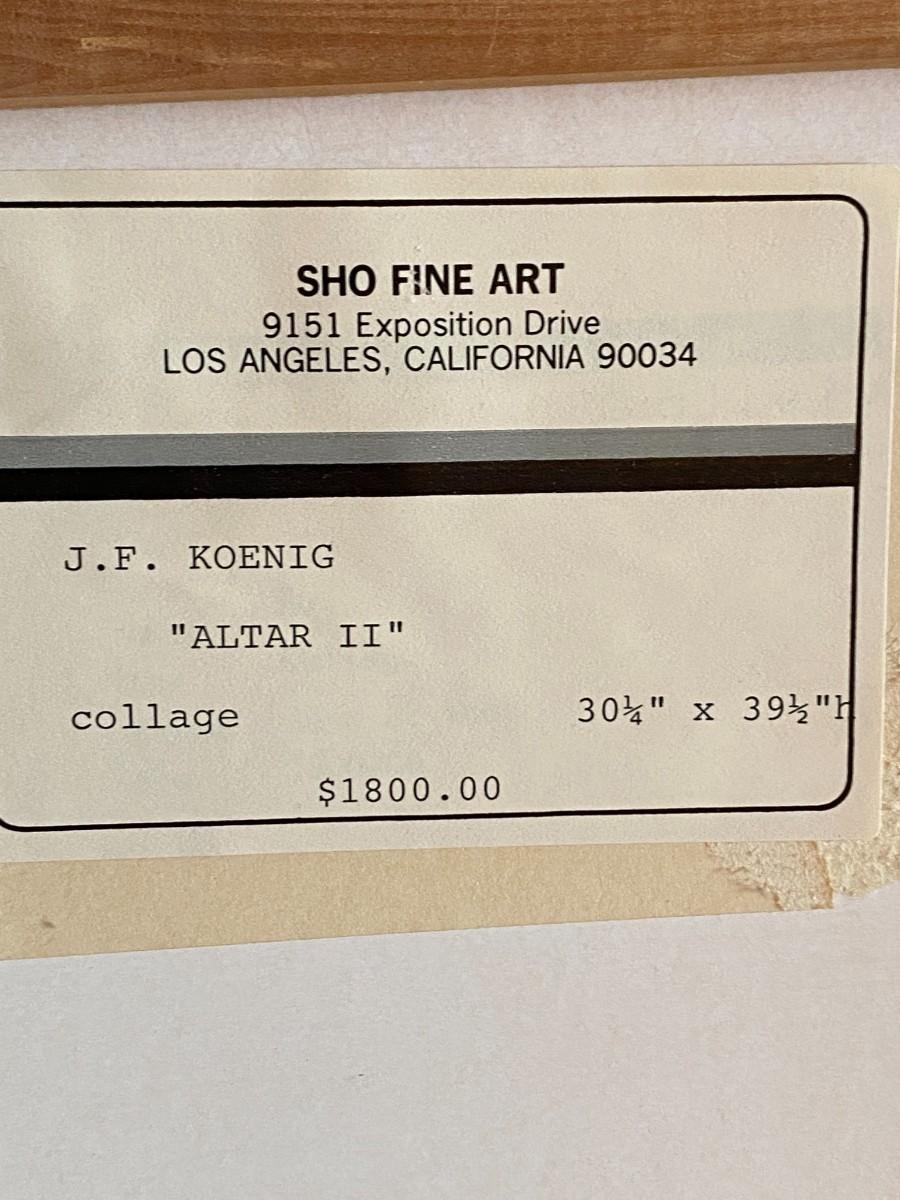 SHO FINE ART
9151 Exposition Drive
LOS ANGELES, CALIFORNIA 90034
J.F. KOENIG
"ALTAR II"
collage 30¼" x 39½"h
$1800.00